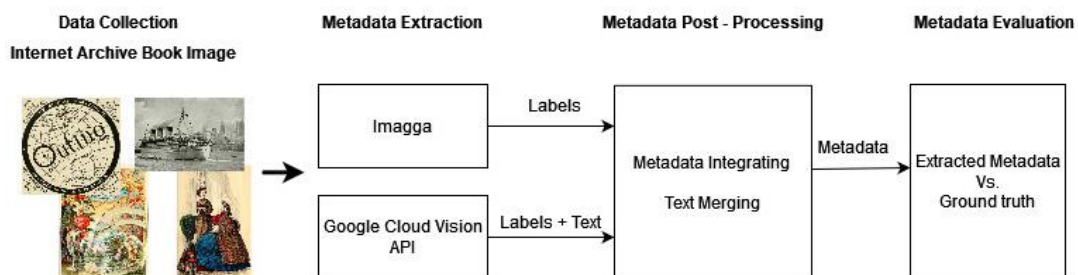 Data Collection
Internet Archive Book Image
Metadata Extraction
Metadata Post - Processing
Metadata Evaluation
Outing
Imagga
Labels
Google Cloud Vision
API
Labels + Text
Metadata Integrating
Text Merging
Metadata
Extracted Metadata
Vs.
Ground truth